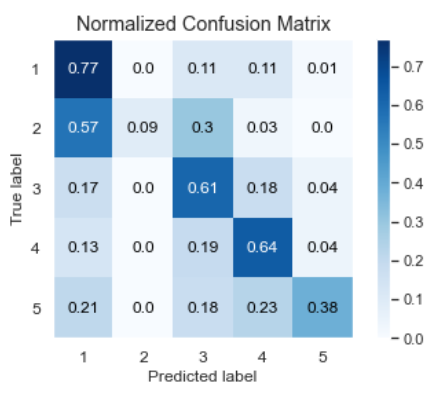 Normalized Confusion Matrix
1 0.77 0.0 0.11 0.11 0.01
2 0.57 0.09 0.3 0.03 0.0
3 0.17 0.0 0.61 0.18 0.04
4 0.13 0.0 0.19 0.64 0.04
5 0.21 0.0 0.18 0.23 0.38
1 2 3 4 5
True label
Predicted label
0.7
0.6
0.5
0.4
0.3
0.2
0.1
0.0